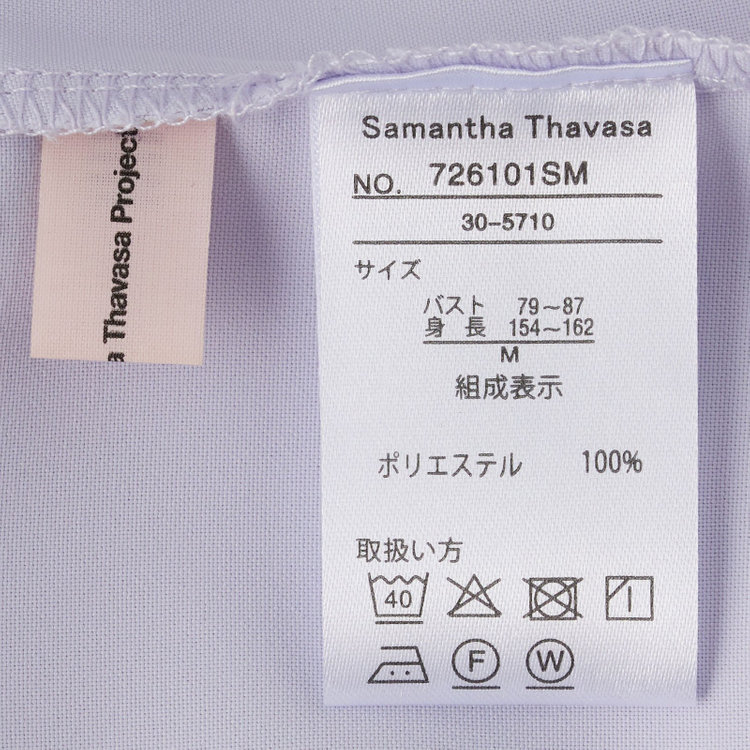 a Thavasa Project
Samantha Thavasa
NO. 726101SM
30-5710
サイズ
バスト 79〜87
身長 154〜162
M
組成表示
ポリエステル 100%
取扱い方
40
F W